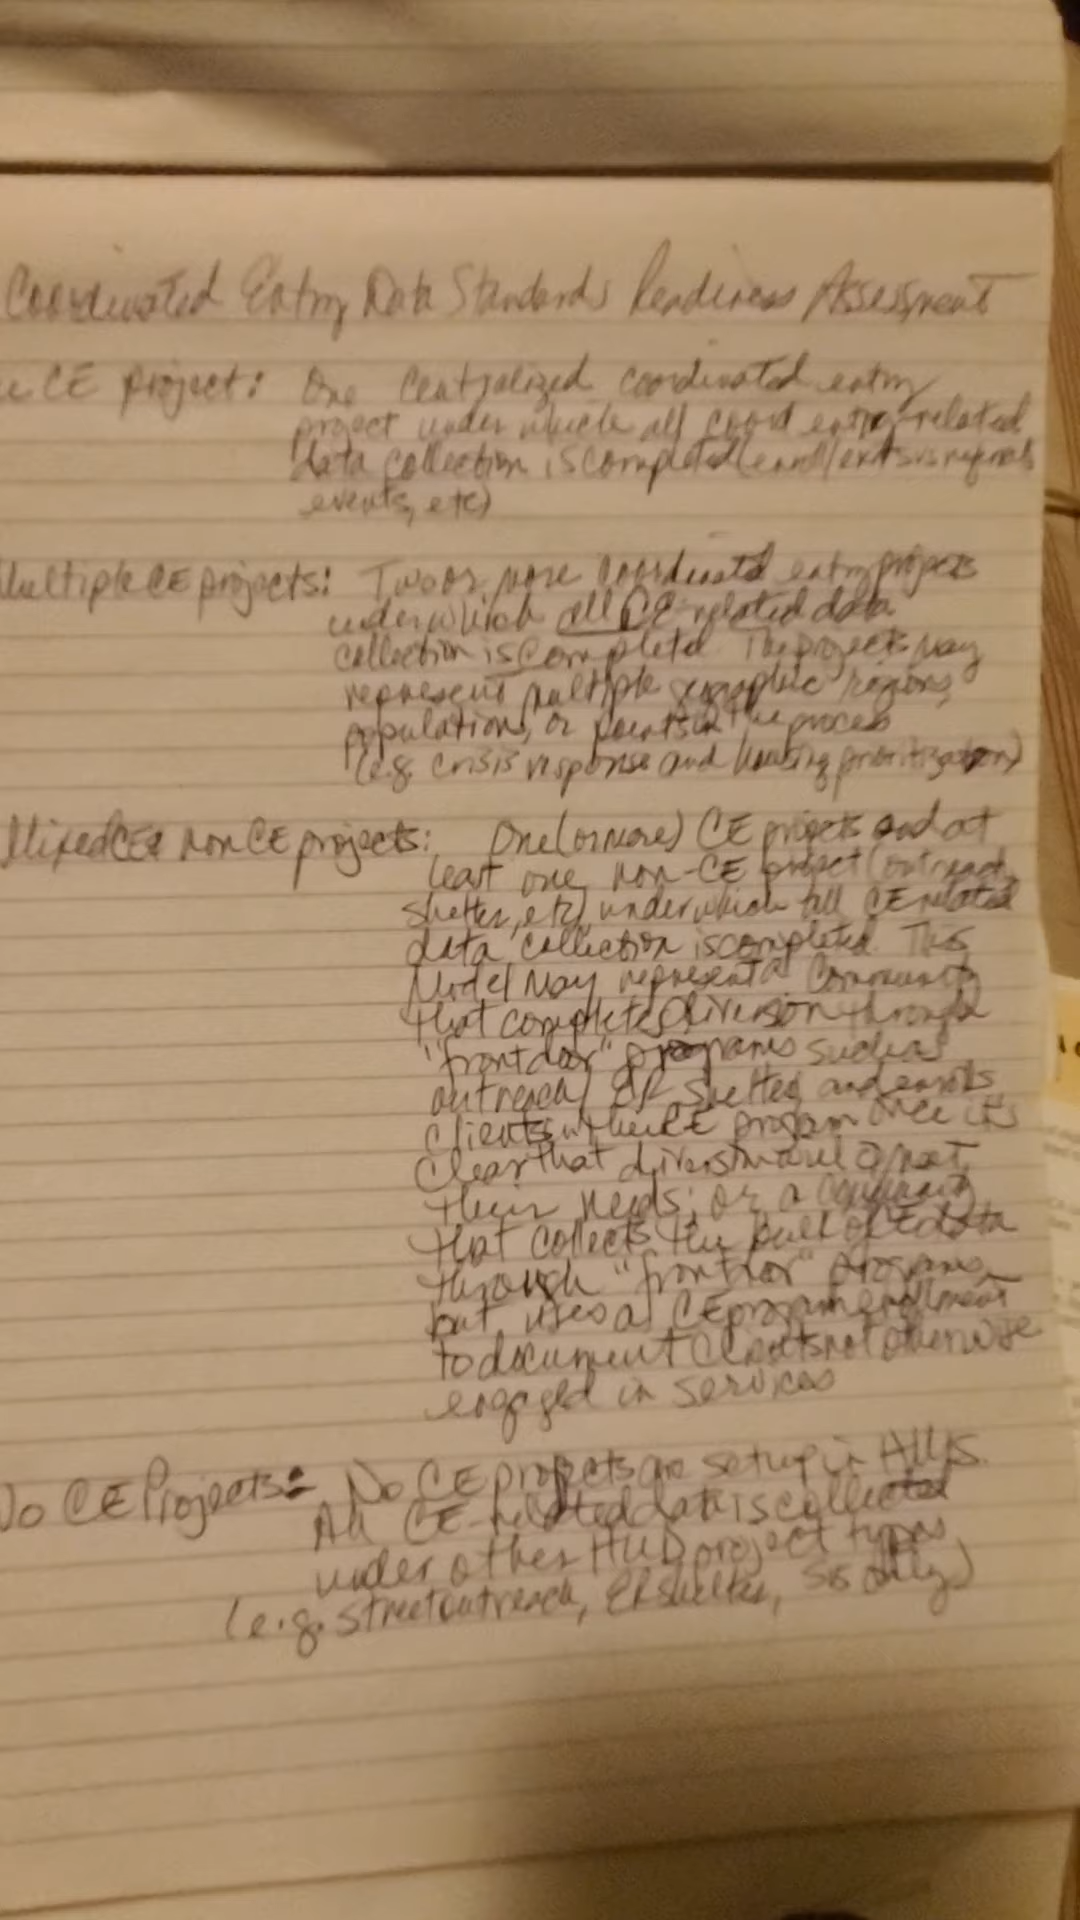 Coordinated Entry Data Standards Readiness Assessment
CE project: One centralized coordinated entry
project under which all coord entry-related
data collection is completed
events, etc)
Multiple CE projects: Two or more coordinated entry projects
under which all CE-related data
collection is completed. The projects may
represent multiple geographic regions,
populations, or points in the process
(e.g. crisis response and housing prioritization)
Mixed CE & non CE projects: One (or more) CE projects and at
least one non-CE project (outreach,
shelter, etc) under which all CE related
data collection is completed. This
Model May represent a Community
that completes diversion through
"front door" programs such as
outreach / ER Shelter and enrolls
clients in their CE program once its
Clear that diversion will not
their needs; or a community
that collects the bulk of data
through "front door" programs
but uses a CE program enrollment
to document clients not otherwise
engaged in services
No CE Projects: No CE projects are set up in HMIS.
All CE-related data is collected
under other HUD project types
(e.g. street outreach, ER shelter, only)